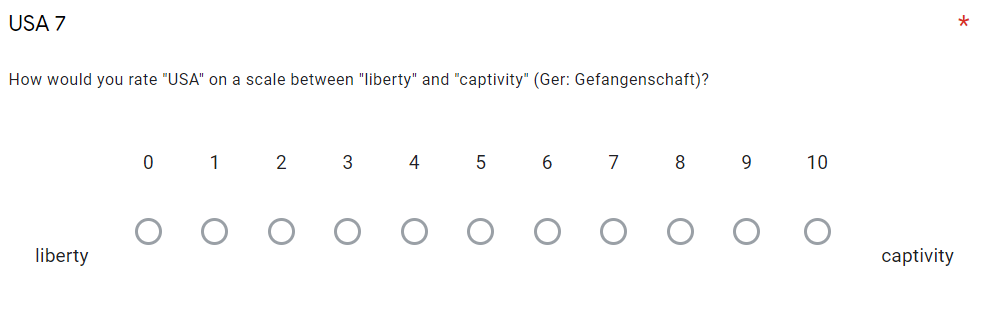 USA 7 *
How would you rate "USA" on a scale between "liberty" and "captivity" (Ger: Gefangenschaft)?
0 1 2 3 4 5 6 7 8 9 10
liberty captivity